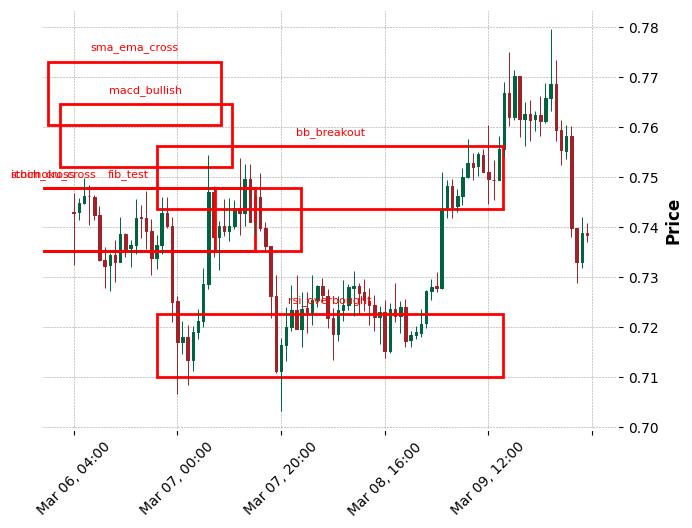 sma_ema_cross
macd_bullish
bb_breakout
fib_test
rsi_overbought
0.78
0.77
0.76
0.75
0.74
0.73
0.72
0.71
0.70
Price
Mar 06, 04:00
Mar 07, 00:00
Mar 07, 20:00
Mar 08, 16:00
Mar 09, 12:00